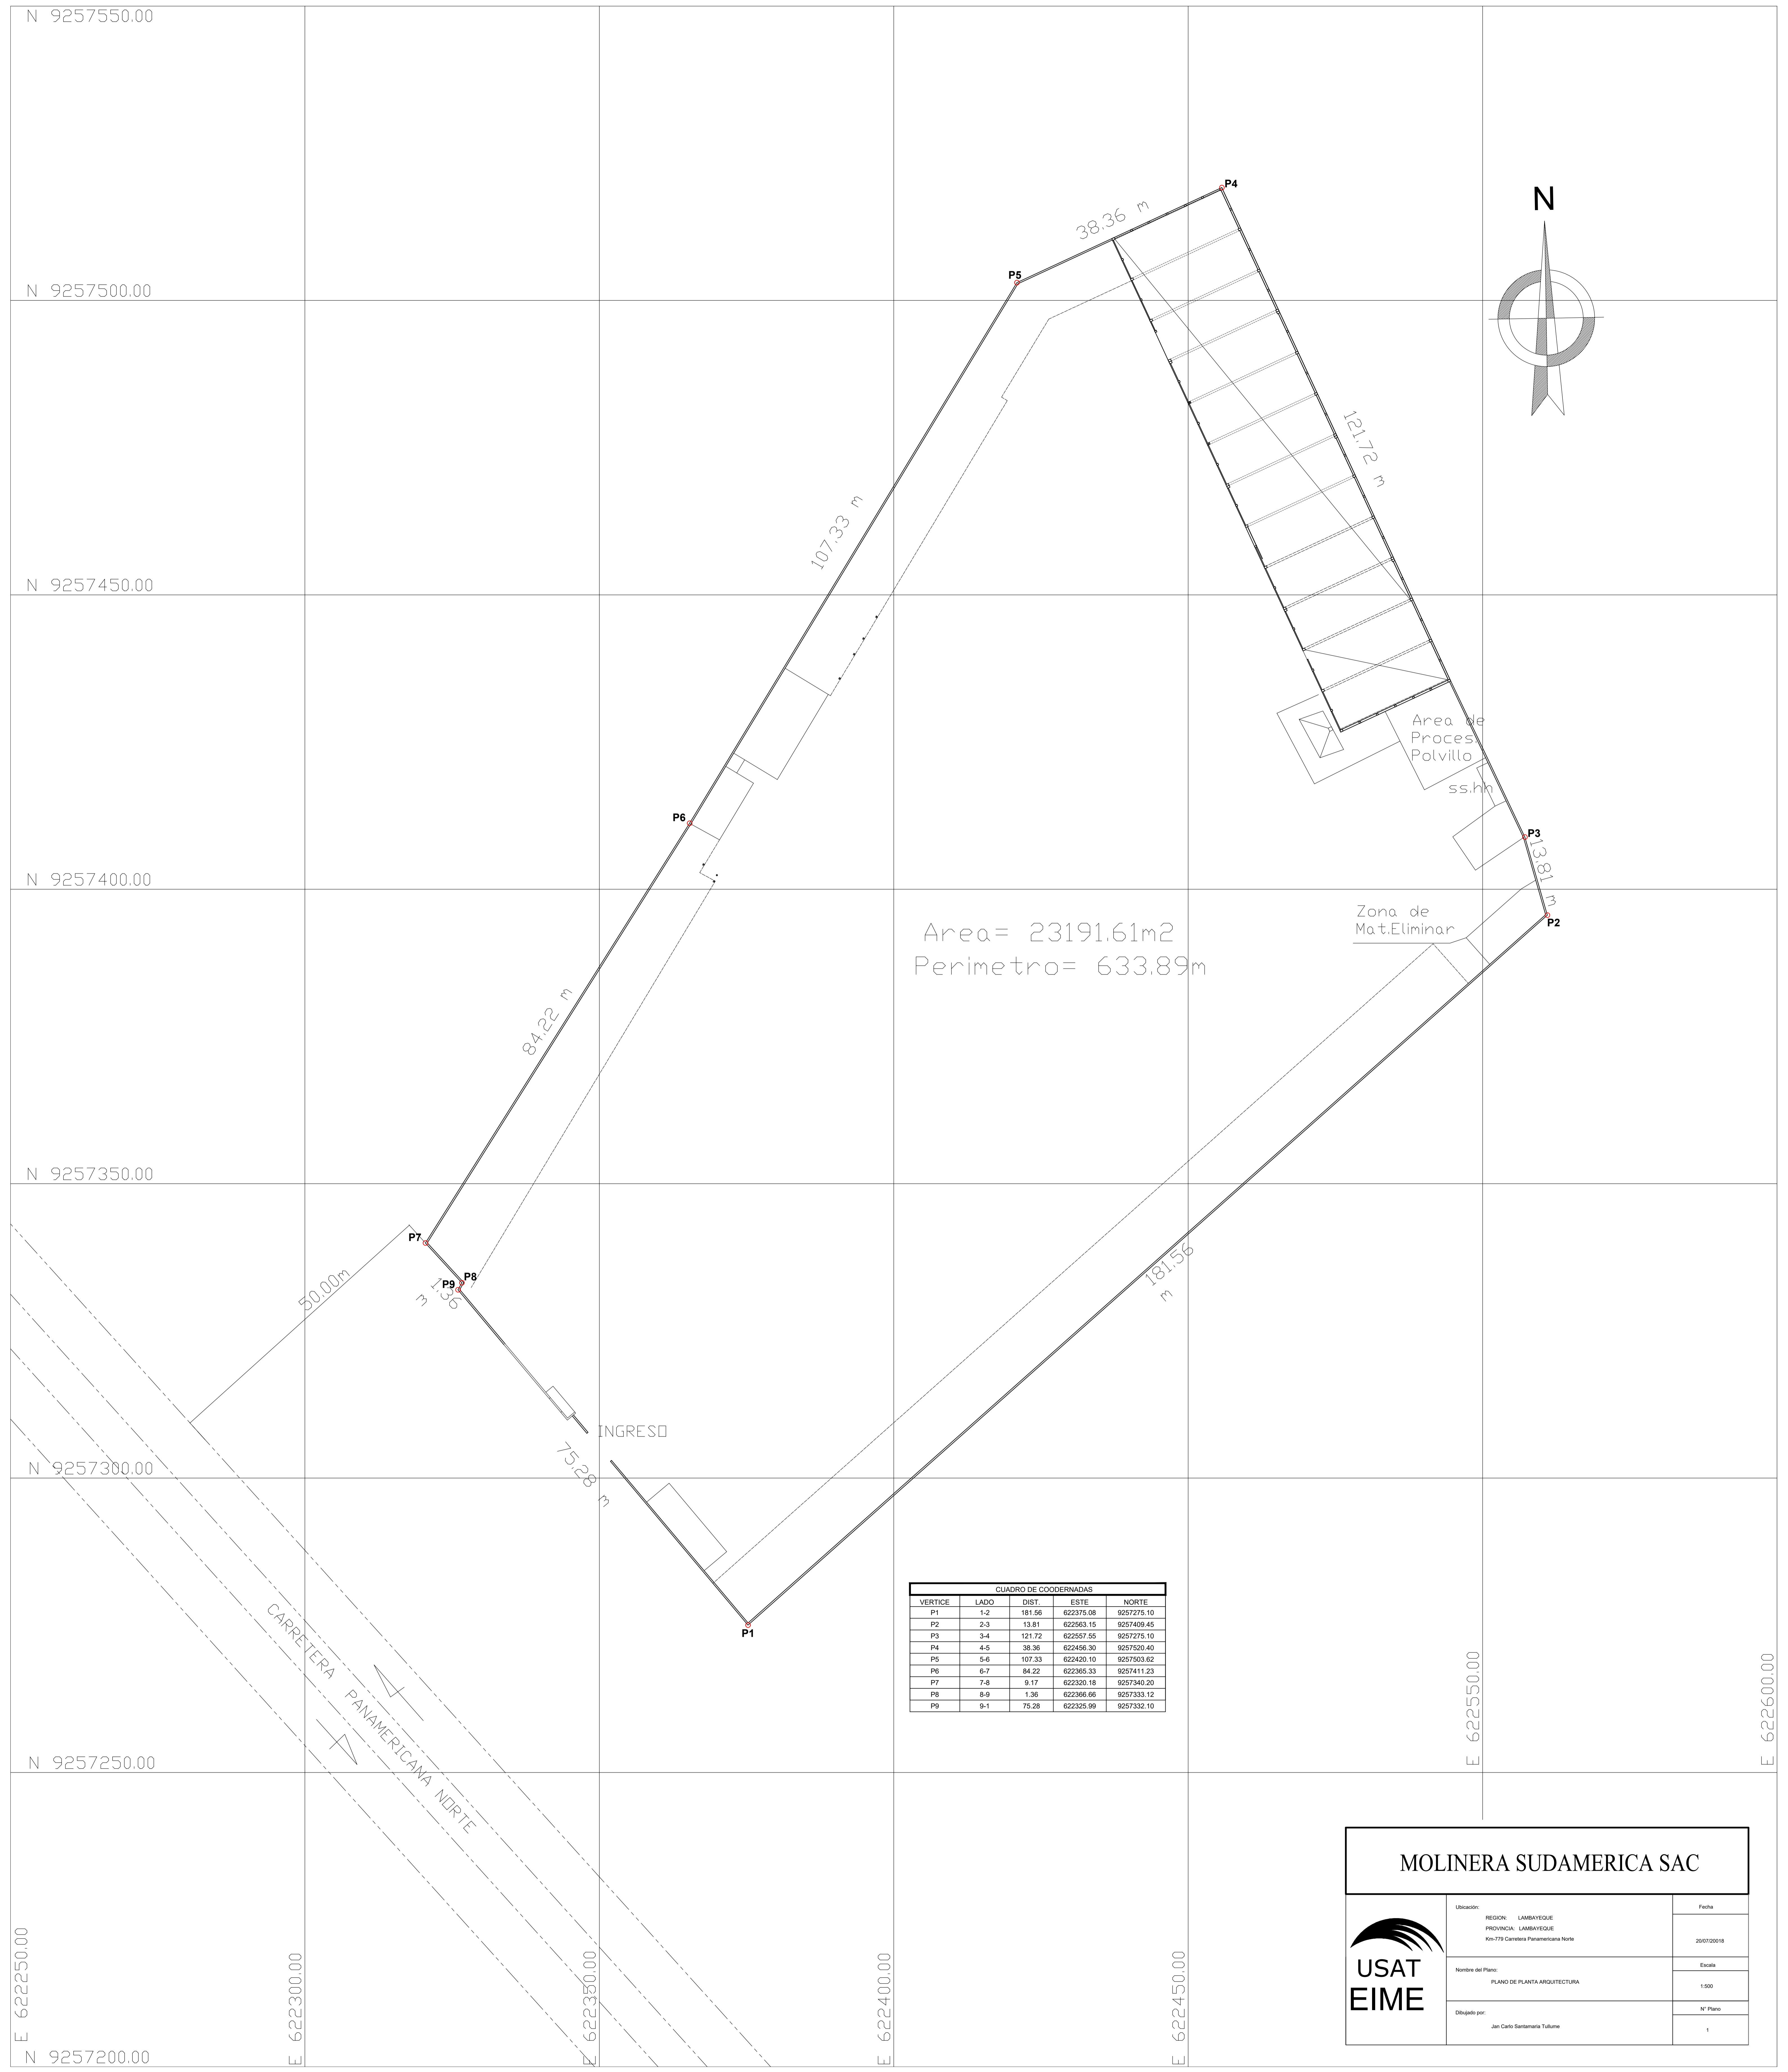 N 9257550.00
P4
N
38.36 m
P5
N 9257500.00
121.72 m
107.33 m
N 9257450.00
Area de
Proces.
Polvillo
ss.hh
P6
P3
13.81 m
N 9257400.00
Zona de
Mat.Eliminar
P2
Area= 23191.61m2
Perimetro= 633.89m
84.22 m
N 9257350.00
P7
P8
P9
1.36
m
50.00m
181.56
m
INGRESO
75.28 m
N 9257300.00
P1
CUADRO DE COODERNADAS
VERTICE LADO DIST. ESTE NORTE
P1 1-2 181.56 622375.08 9257275.10
P2 2-3 13.81 622563.15 9257409.45
P3 3-4 121.72 622557.55 9257275.10
P4 4-5 38.36 622456.30 9257520.40
P5 5-6 107.33 622420.10 9257503.62
P6 6-7 84.22 622365.33 9257411.23
P7 7-8 9.17 622320.18 9257340.20
P8 8-9 1.36 622366.66 9257333.12
P9 9-1 75.28 622325.99 9257332.10
CARRETERA PANAMERICANA NORTE
N 9257250.00
E 622550.00
E 622600.00
E 622250.00
E 622300.00
E 622350.00
E 622400.00
E 622450.00
N 9257200.00
MOLINERA SUDAMERICA SAC
USAT
EIME
Ubicación:
REGION: LAMBAYEQUE
PROVINCIA: LAMBAYEQUE
Km-779 Carretera Panamericana Norte
Fecha
20/07/20018
Nombre del Plano:
PLANO DE PLANTA ARQUITECTURA
Escala
1:500
Dibujado por:
Jan Carlo Santamaria Tullume
N° Plano
1